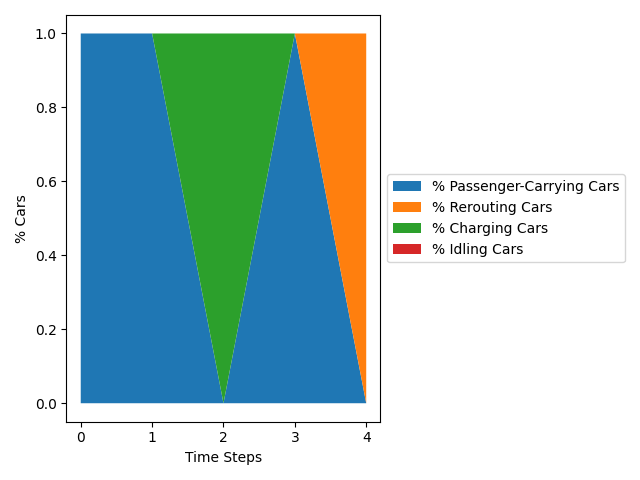 1.0
0.8
0.6
0.4
0.2
0.0
% Cars
0 1 2 3 4
Time Steps
% Passenger-Carrying Cars
% Rerouting Cars
% Charging Cars
% Idling Cars